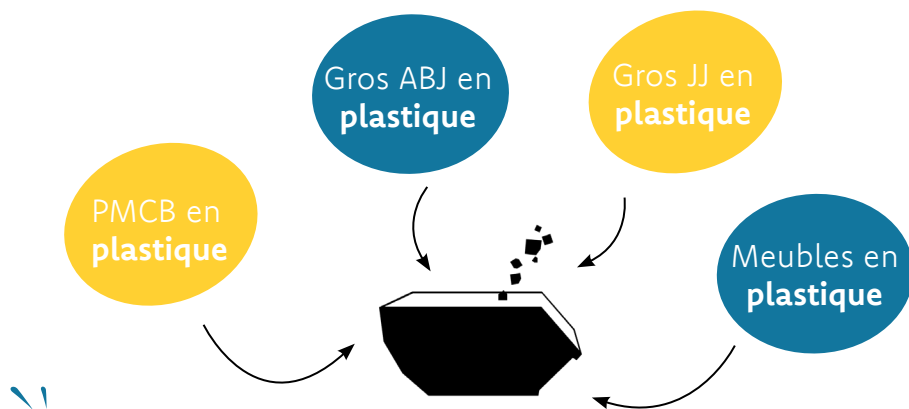 PMCB en
plastique
Gros ABJ en
plastique
Gros JJ en
plastique
Meubles en
plastique